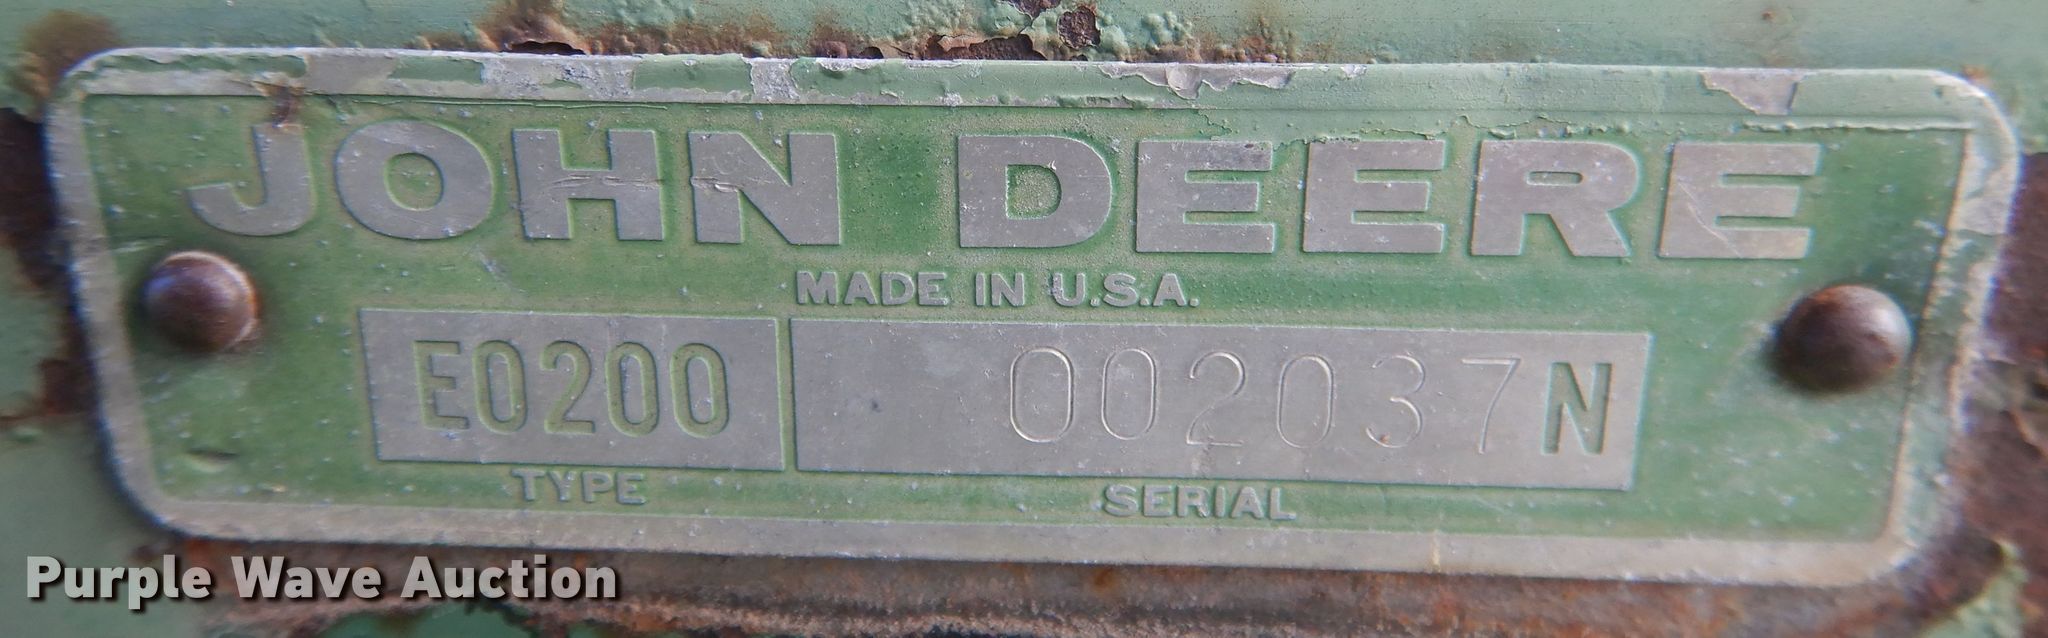 JOHN DEERE
MADE IN U.S.A.
E0200 002037N
TYPE SERIAL
Purple Wave Auction